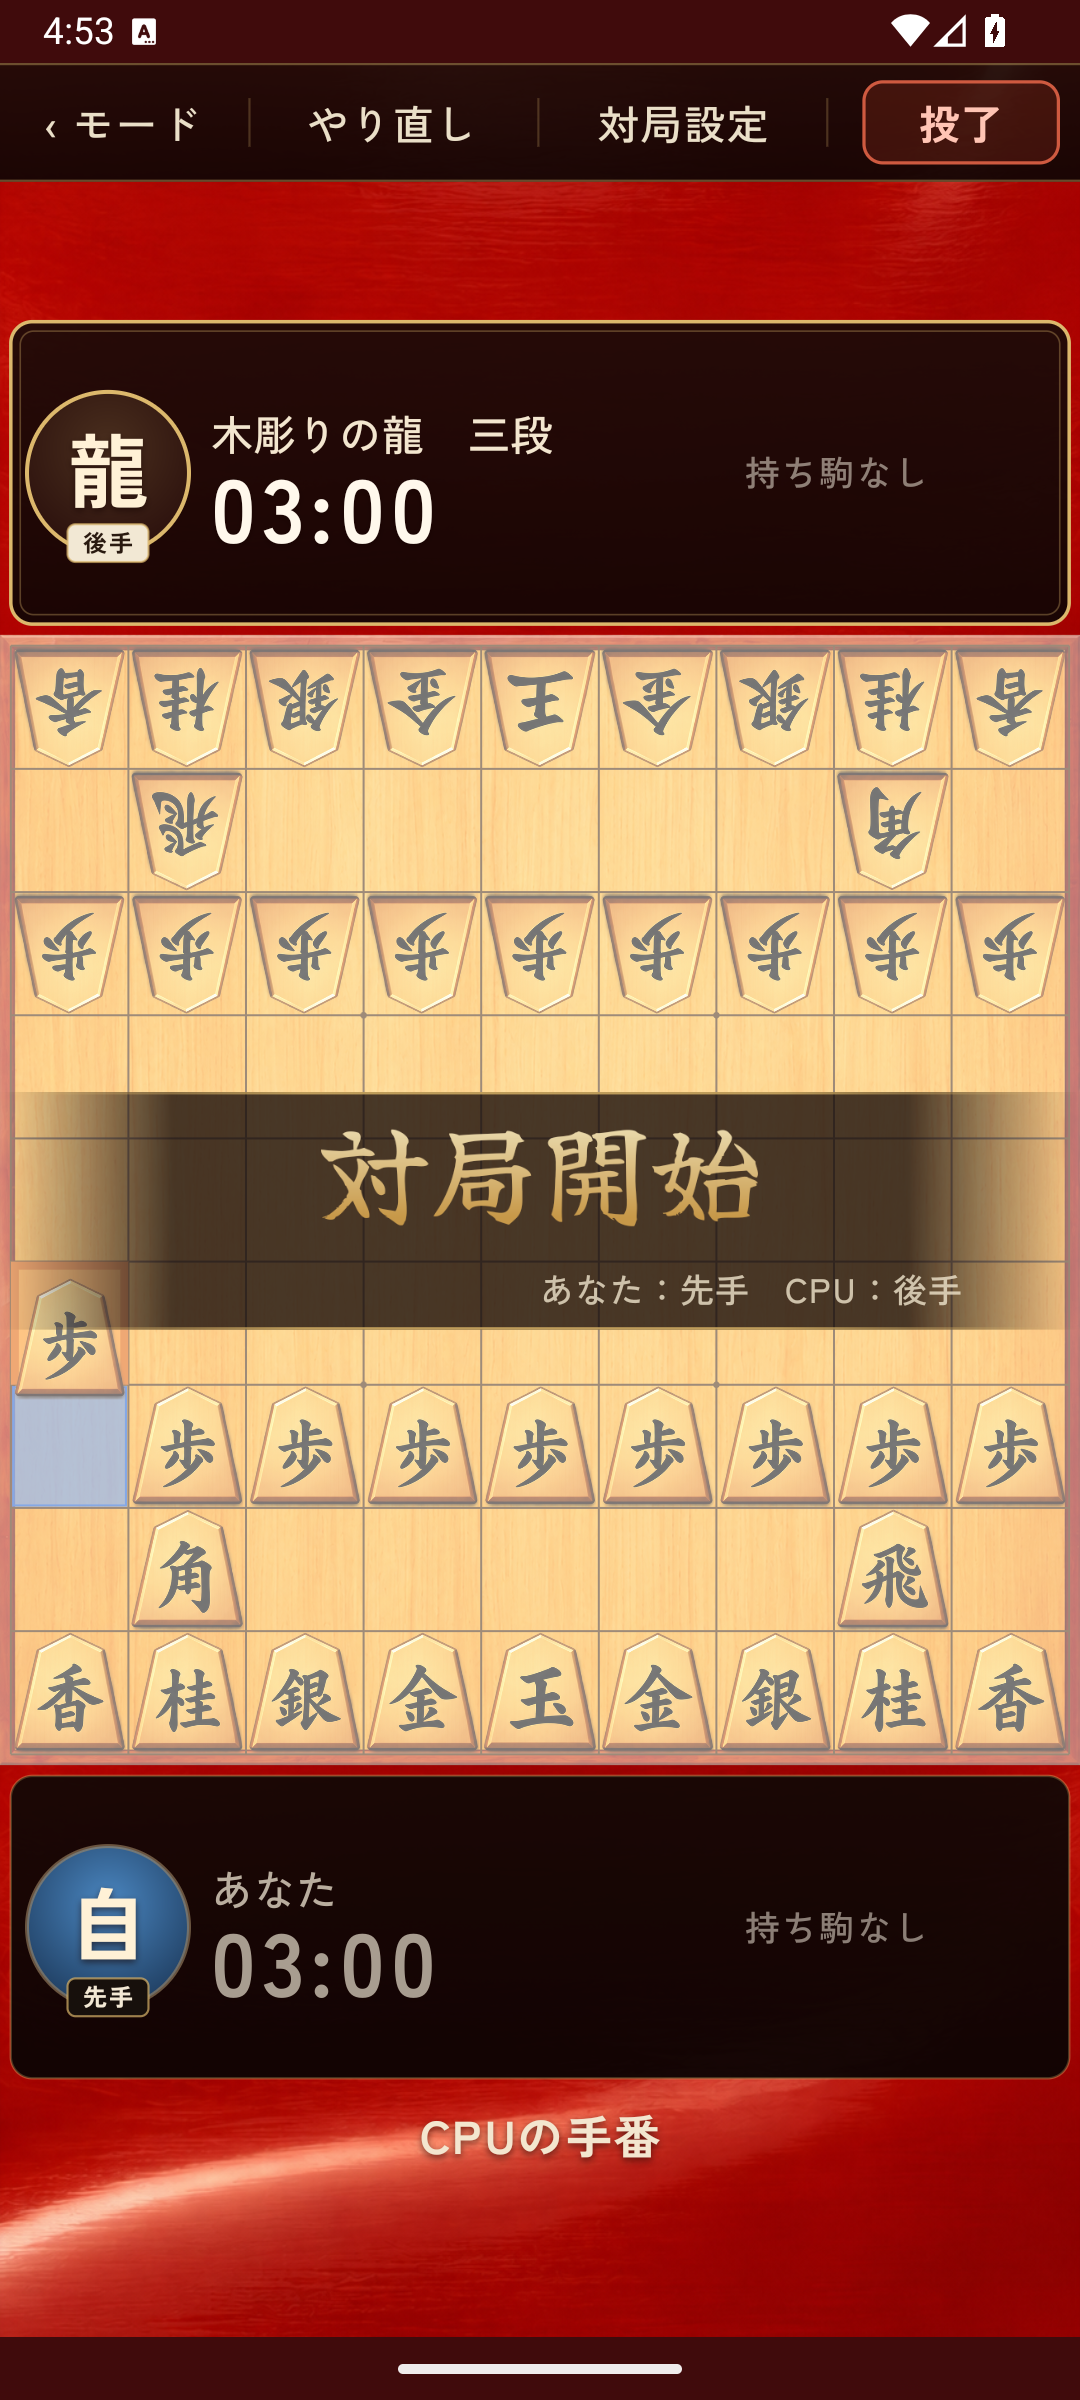 4:53 A
‹ モード やり直し 対局設定 投了
龍
後手
木彫りの龍 三段
03:00
持ち駒なし
香 桂 銀 金 王 金 銀 桂 香
飛 角
歩 歩 歩 歩 歩 歩 歩 歩 歩
対局開始
あなた：先手 CPU：後手
歩
歩 歩 歩 歩 歩 歩 歩 歩
角 飛
香 桂 銀 金 玉 金 銀 桂 香
自
先手
あなた
03:00
持ち駒なし
CPUの手番